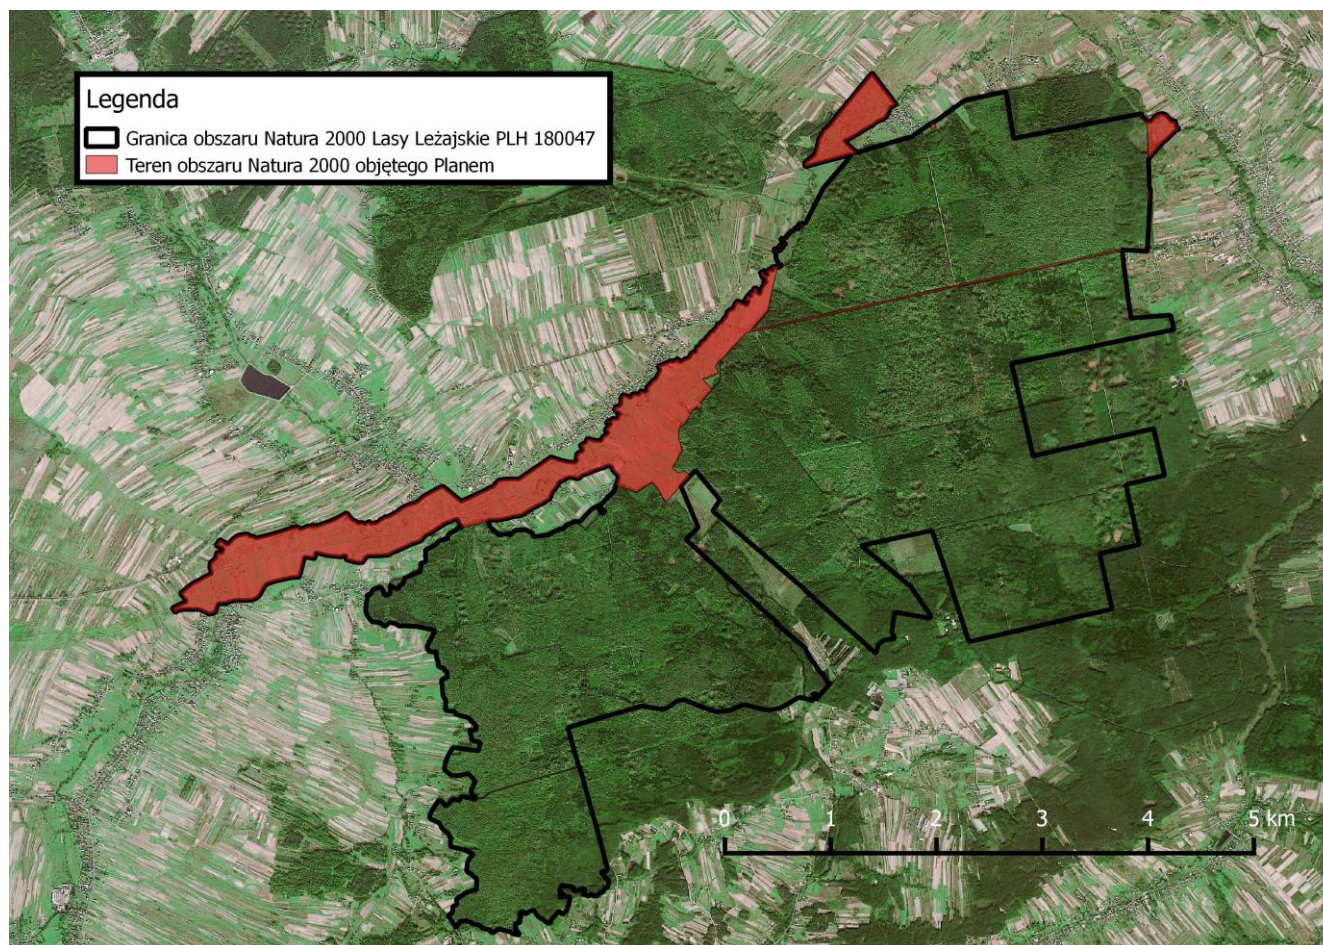 Legenda
Granica obszaru Natura 2000 Lasy Leżajskie PLH 180047
Teren obszaru Natura 2000 objętego Planem
0 1 2 3 4 5 km